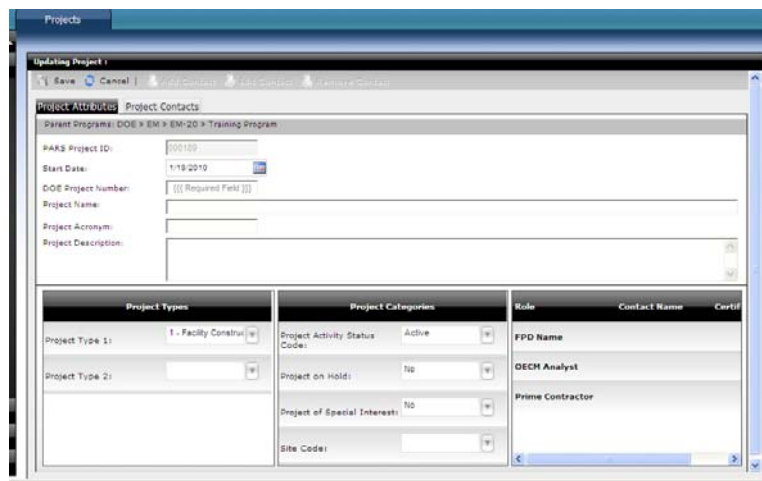 Projects
Updating Project :
Save Cancel | Add Contact Edit Contact Remove Contact
Project Attributes Project Contacts
Parent Programs: DOE » EM » EM-20 » Training Program
PARS Project ID: 000189
Start Date: 1/18/2010
DOE Project Number: {{{ Required Field }}}
Project Name:
Project Acronym:
Project Description:
Project Types
Project Type 1: 1 - Facility Construc
Project Type 2:
Project Categories
Project Activity Status Code: Active
Project on Hold: No
Project of Special Interest: No
Site Code:
Role Contact Name Certif
FPD Name
OECM Analyst
Prime Contractor